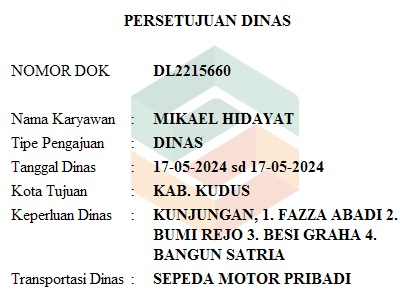 PERSETUJUAN DINAS
NOMOR DOK DL2215660
Nama Karyawan : MIKAEL HIDAYAT
Tipe Pengajuan : DINAS
Tanggal Dinas : 17-05-2024 sd 17-05-2024
Kota Tujuan : KAB. KUDUS
Keperluan Dinas : KUNJUNGAN, 1. FAZZA ABADI 2.
BUMI REJO 3. BESI GRAHA 4.
BANGUN SATRIA
Transportasi Dinas : SEPEDA MOTOR PRIBADI